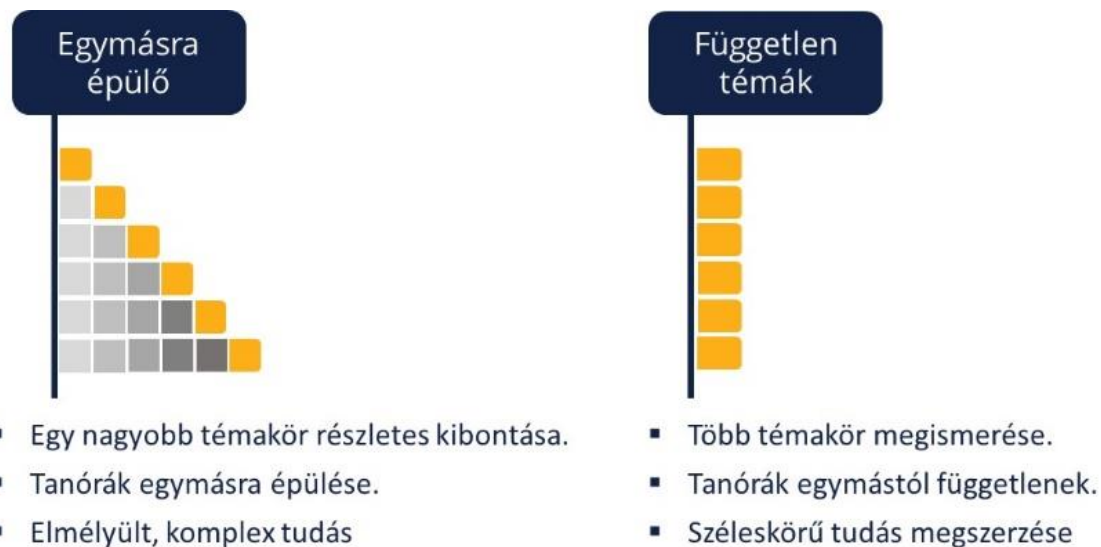 Egymásra
épülő
Egy nagyobb témakör részletes kibontása.
Tanórák egymásra épülése.
Elmélyült, komplex tudás
Független
témák
Több témakör megismerése.
Tanórák egymástól függetlenek.
Széleskörű tudás megszerzése